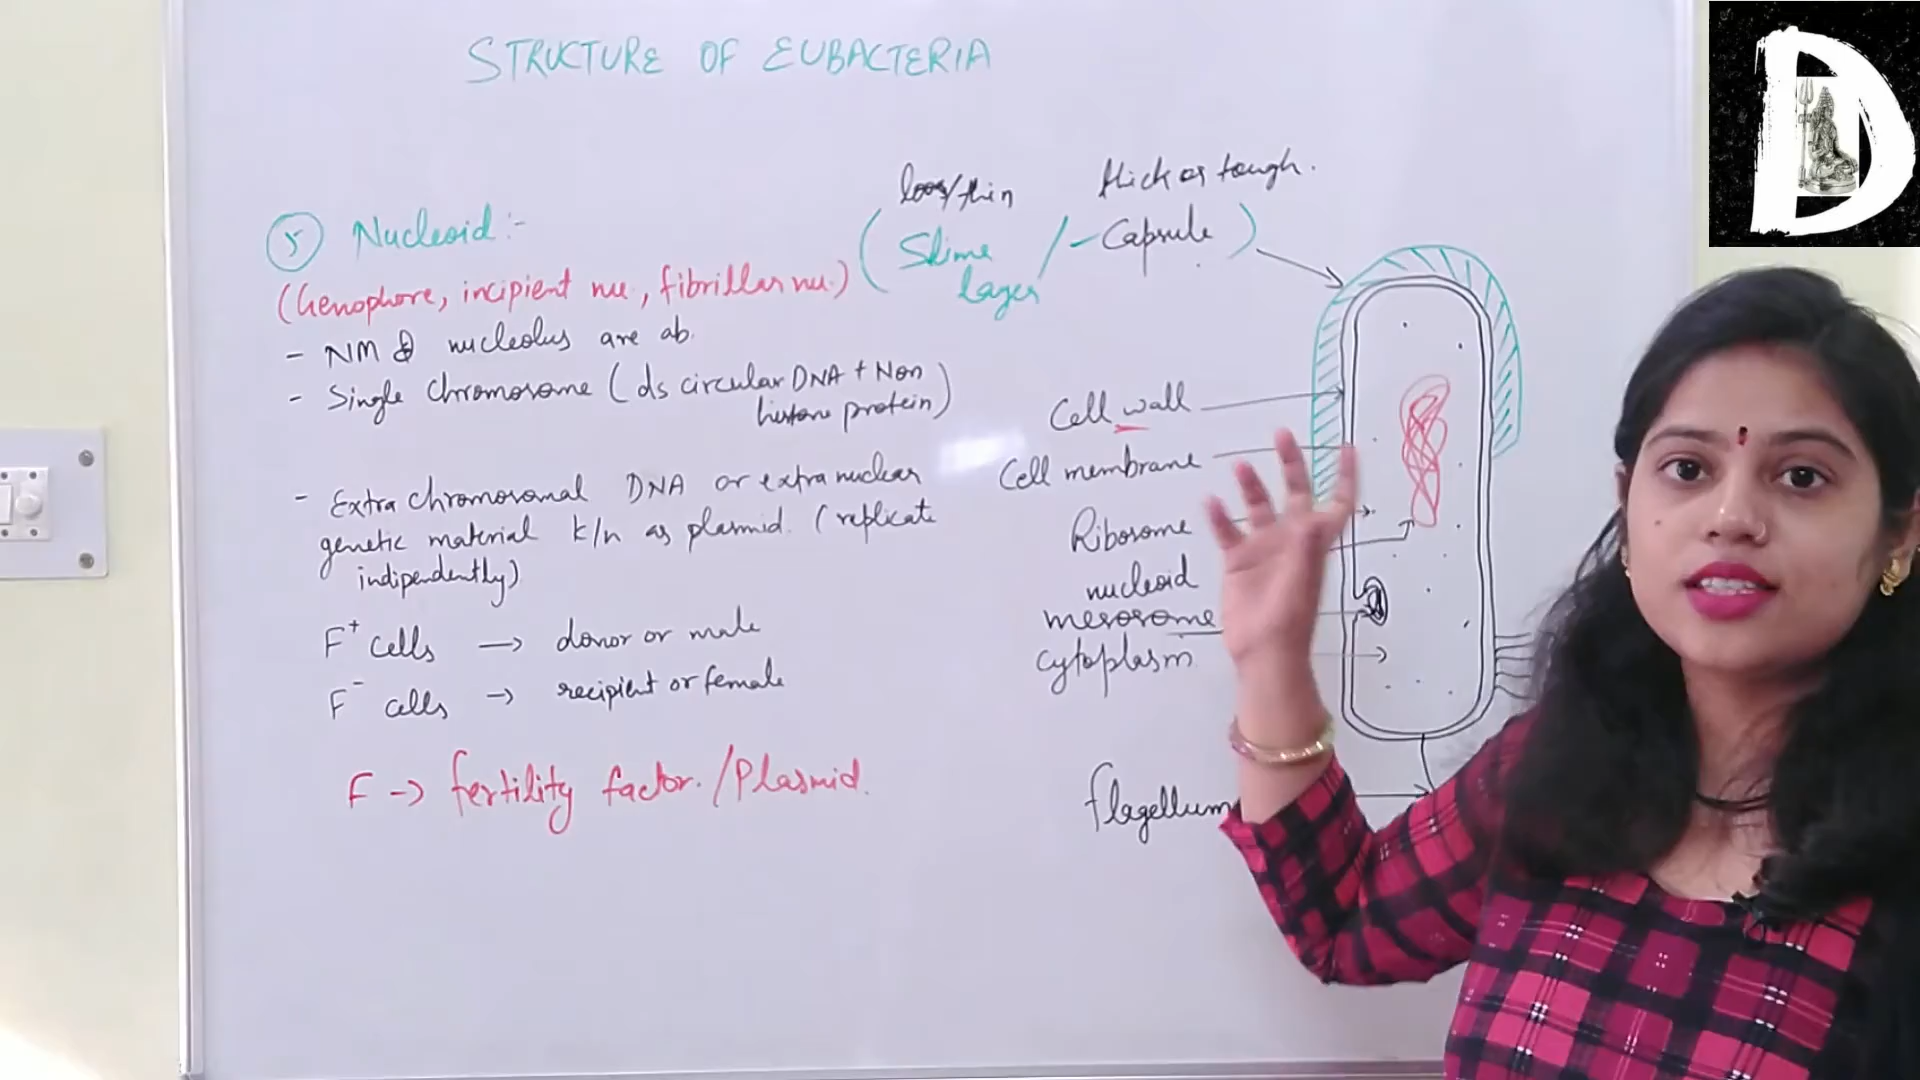 STRUCTURE OF EUBACTERIA
5 Nucleoid :-
(Genophore, incipient nu., fibrillar nu.)
- NM & nucleolus are ab.
- Single Chromosome (ds circular DNA + Non
histone protein)
- Extra chromosomal DNA or extra nuclear
genetic material k/n as plasmid. (replicate
indipendently)
F+ cells → donor or male
F- cells → recipient or female
F -> fertility factor. / Plasmid.
loose/thin
thick or tough.
(Slime
layer / - Capsule)
Cell wall
Cell membrane
Ribosome
nucleoid
mesosome
cytoplasm
flagellum
D